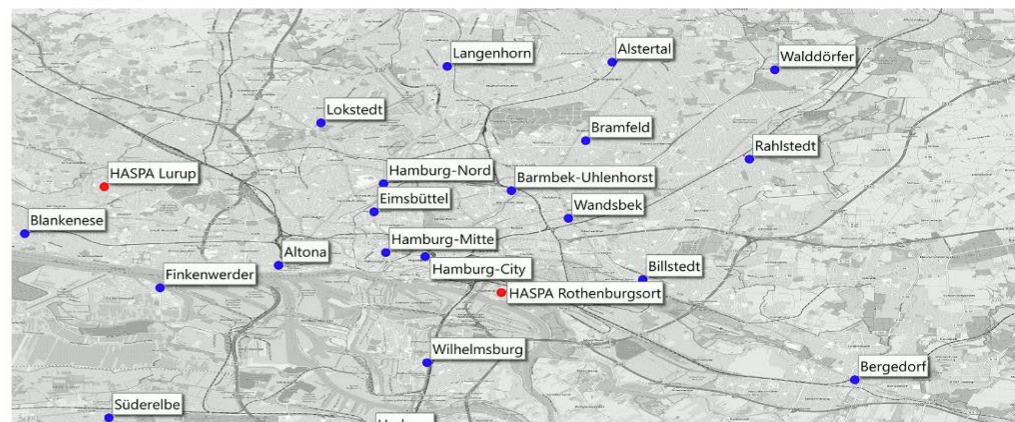 Langenhorn
Alstertal
Walddörfer
Lokstedt
Bramfeld
Rahlstedt
HASPA Lurup
Hamburg-Nord
Barmbek-Uhlenhorst
Eimsbüttel
Wandsbek
Blankenese
Hamburg-Mitte
Altona
Hamburg-City
Billstedt
Finkenwerder
HASPA Rothenburgsort
Wilhelmsburg
Bergedorf
Süderelbe